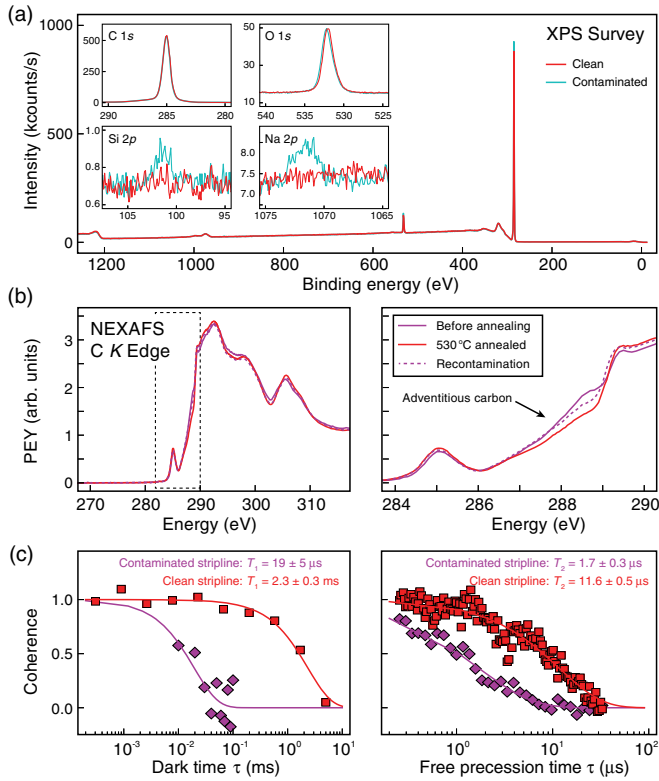 (a)
XPS Survey
Clean
Contaminated
Intensity (kcounts/s)
1000
500
0
C 1s
500
250
0
290 285 280
O 1s
50
30
10
540 535 530 525
Si 2p
1.0
0.8
0.6
105 100 95
Na 2p
8.5
8.0
7.5
7.0
1075 1070 1065
1200 1000 800 600 400 200 0
Binding energy (eV)
(b)
NEXAFS
C K Edge
PEY (arb. units)
3
2
1
0
270 280 290 300 310
Energy (eV)
Before annealing
530 °C annealed
Recontamination
Adventitious carbon
284 286 288 290
Energy (eV)
(c)
Contaminated stripline: T1 = 19 ± 5 µs
Clean stripline: T1 = 2.3 ± 0.3 ms
Coherence
1.0
0.5
0.0
10-3 10-2 10-1 100 101
Dark time τ (ms)
Contaminated stripline: T2 = 1.7 ± 0.3 µs
Clean stripline: T2 = 11.6 ± 0.5 µs
100 101 102
Free precession time τ (µs)